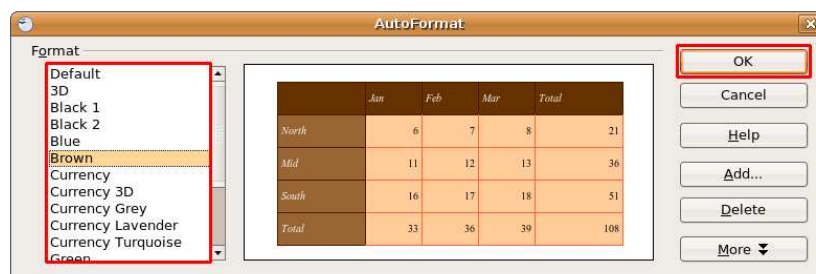 AutoFormat
Format
Default
3D
Black 1
Black 2
Blue
Brown
Currency
Currency 3D
Currency Grey
Currency Lavender
Currency Turquoise
Green
Jan Feb Mar Total
North 6 7 8 21
Mid 11 12 13 36
South 16 17 18 51
Total 33 36 39 108
OK
Cancel
Help
Add...
Delete
More